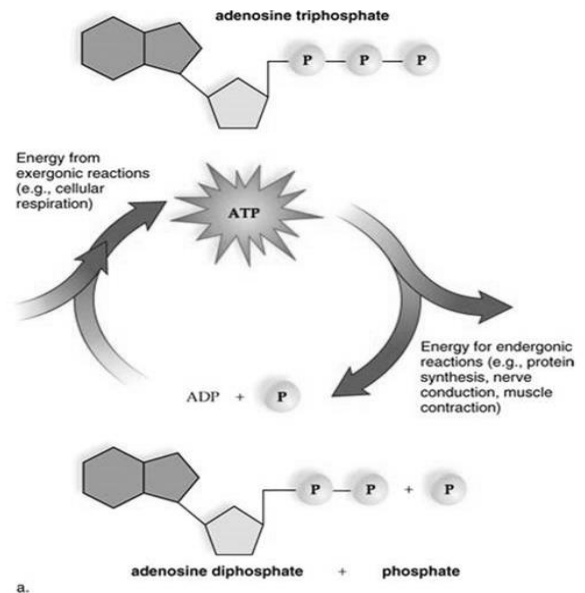 adenosine triphosphate
P P P
Energy from
exergonic reactions
(e.g., cellular
respiration)
ATP
Energy for endergonic
reactions (e.g., protein
synthesis, nerve
conduction, muscle
contraction)
ADP + P
P P + P
adenosine diphosphate + phosphate
a.